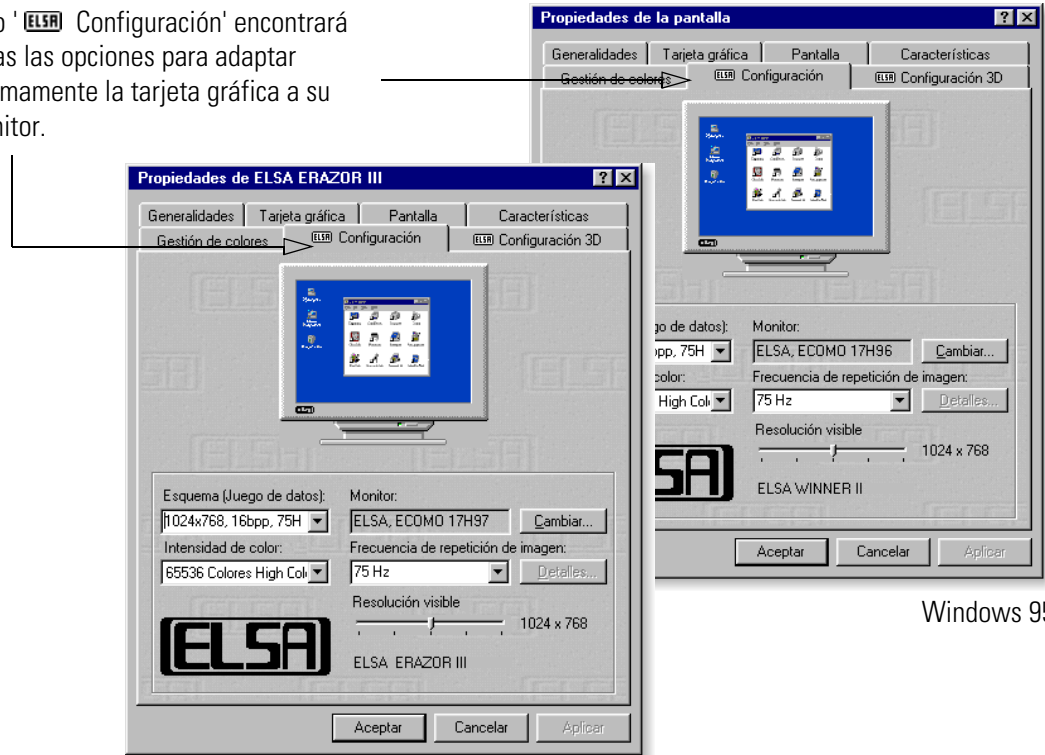 o ' ELSA Configuración' encontrará
as las opciones para adaptar
mamente la tarjeta gráfica a su
nitor.
Propiedades de la pantalla
Generalidades Tarjeta gráfica Pantalla Características
Gestión de colores ELSA Configuración ELSA Configuración 3D
go de datos): Monitor:
pp, 75H ELSA, ECOMO 17H96 Cambiar...
color: Frecuencia de repetición de imagen:
High Col 75 Hz Detalles...
Resolución visible
1024 x 768
ELSA WINNER II
Aceptar Cancelar Aplicar
Windows 95
Propiedades de ELSA ERAZOR III
Generalidades Tarjeta gráfica Pantalla Características
Gestión de colores ELSA Configuración ELSA Configuración 3D
Esquema (Juego de datos): Monitor:
1024x768, 16bpp, 75H ELSA, ECOMO 17H97 Cambiar...
Intensidad de color: Frecuencia de repetición de imagen:
65536 Colores High Col 75 Hz Detalles...
Resolución visible
1024 x 768
ELSA
ELSA ERAZOR III
Aceptar Cancelar Aplicar